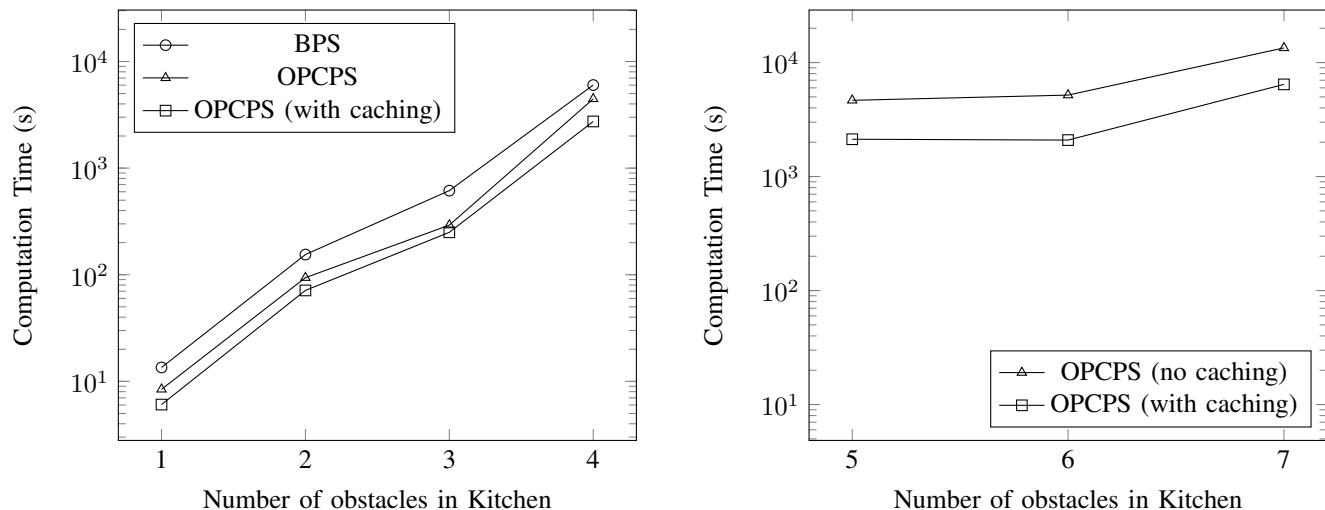 Computation Time (s)
10^4
10^3
10^2
10^1
BPS
OPCPS
OPCPS (with caching)
1 2 3 4
Number of obstacles in Kitchen
Computation Time (s)
10^4
10^3
10^2
10^1
OPCPS (no caching)
OPCPS (with caching)
5 6 7
Number of obstacles in Kitchen